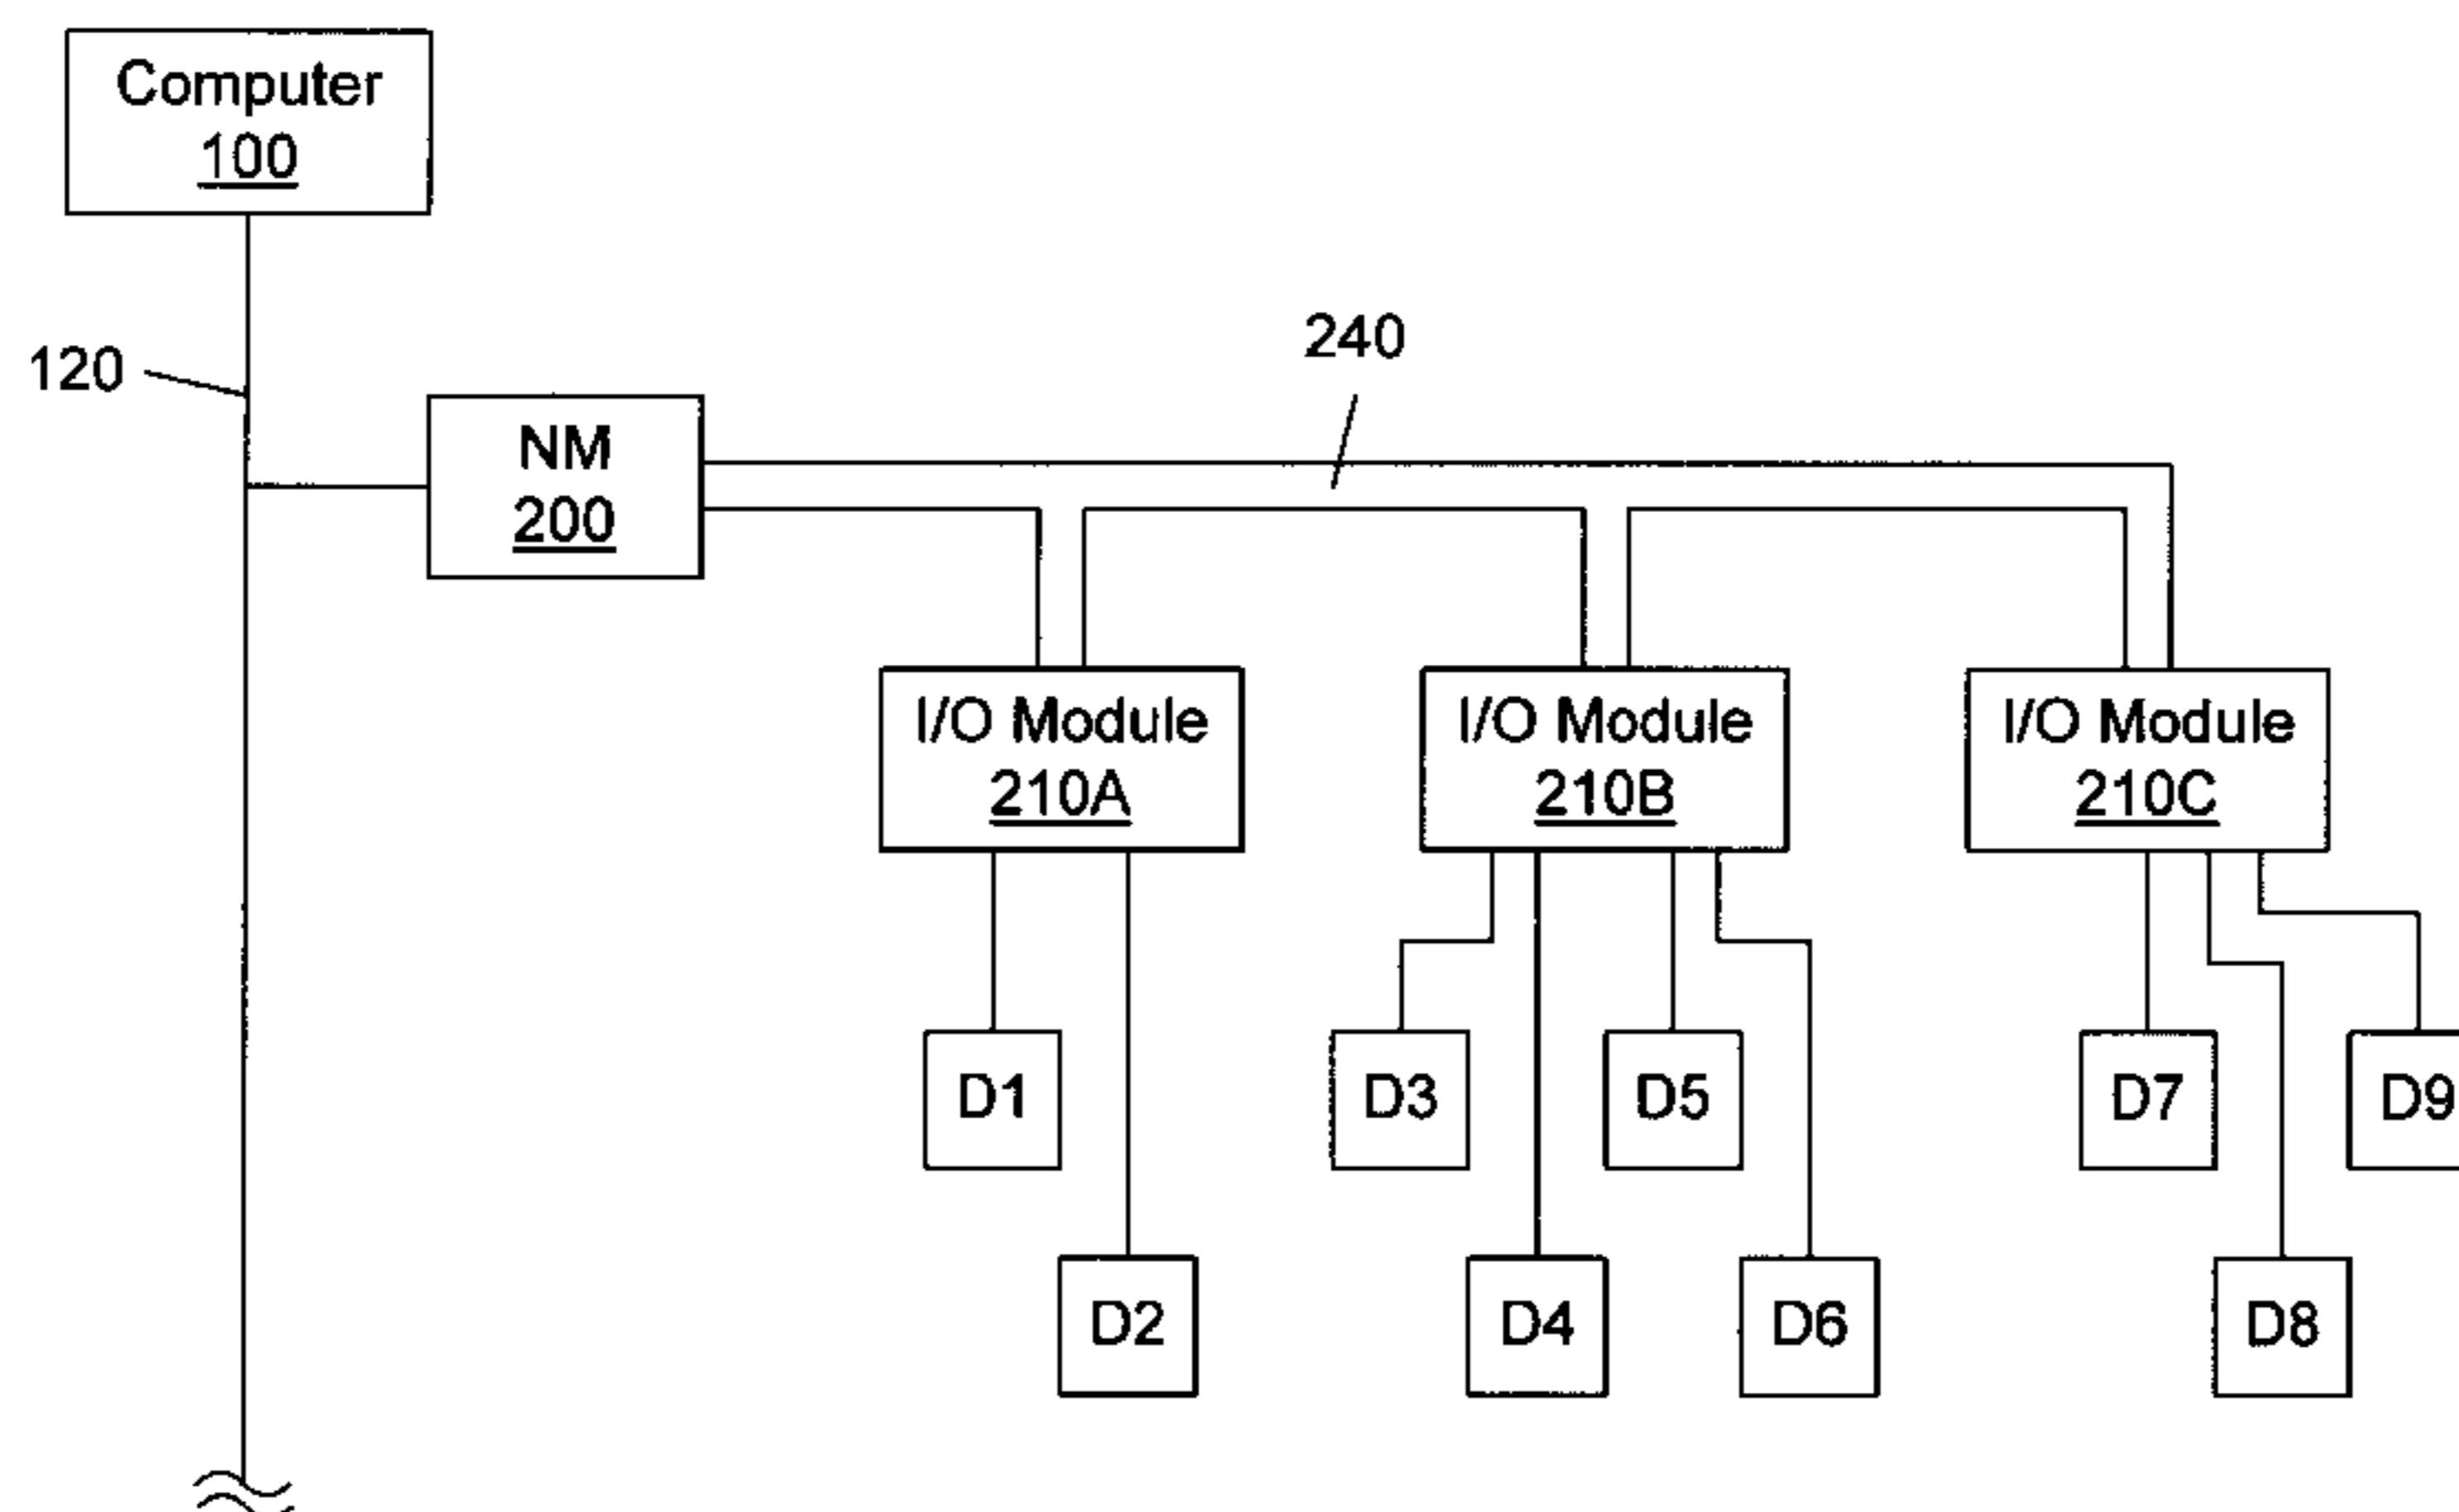 Computer
100
120
240
NM
200
I/O Module
210A
I/O Module
210B
I/O Module
210C
D1
D3
D5
D7
D9
D2
D4
D6
D8